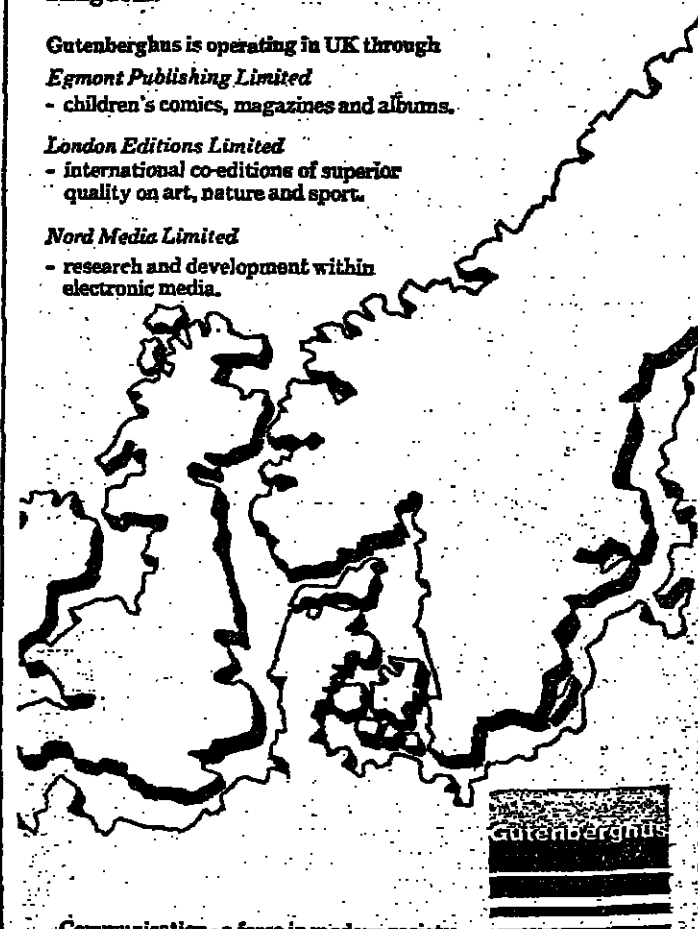 Gutenberghus is operating in UK through
Egmont Publishing Limited
- children's comics, magazines and albums.
London Editions Limited
- international co-editions of superior
quality on art, nature and sport.
Nord Media Limited
- research and development within
electronic media.
Gutenberghus